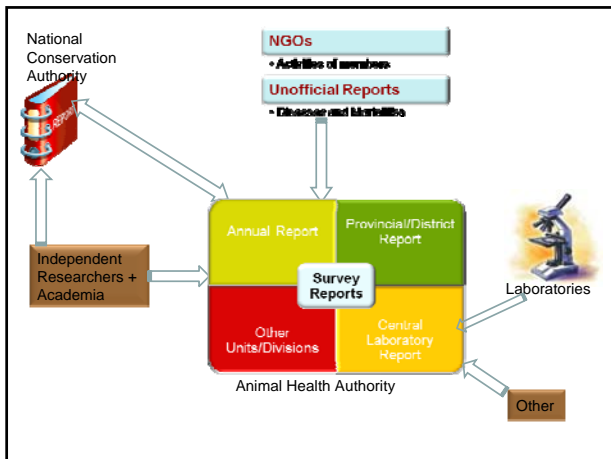 National
Conservation
Authority
NGOs
• Activities of members
Unofficial Reports
• Diseases and Mortalities
REPORT
Annual Report
Provincial/District
Report
Independent
Researchers +
Academia
Survey
Reports
Laboratories
Other
Units/Divisions
Central
Laboratory
Report
Animal Health Authority
Other